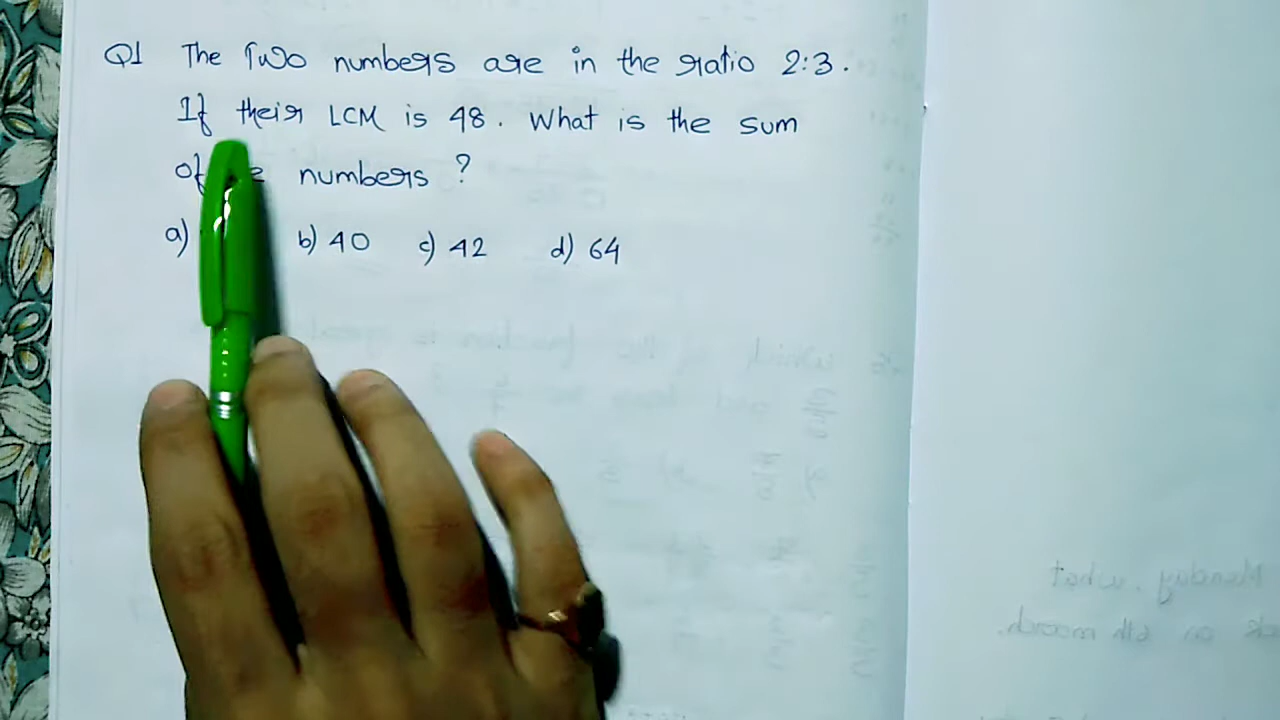 Q1 The Two numbers are in the ratio 2:3.
If their LCM is 48. What is the sum
of numbers ?
a) b) 40 c) 42 d) 64